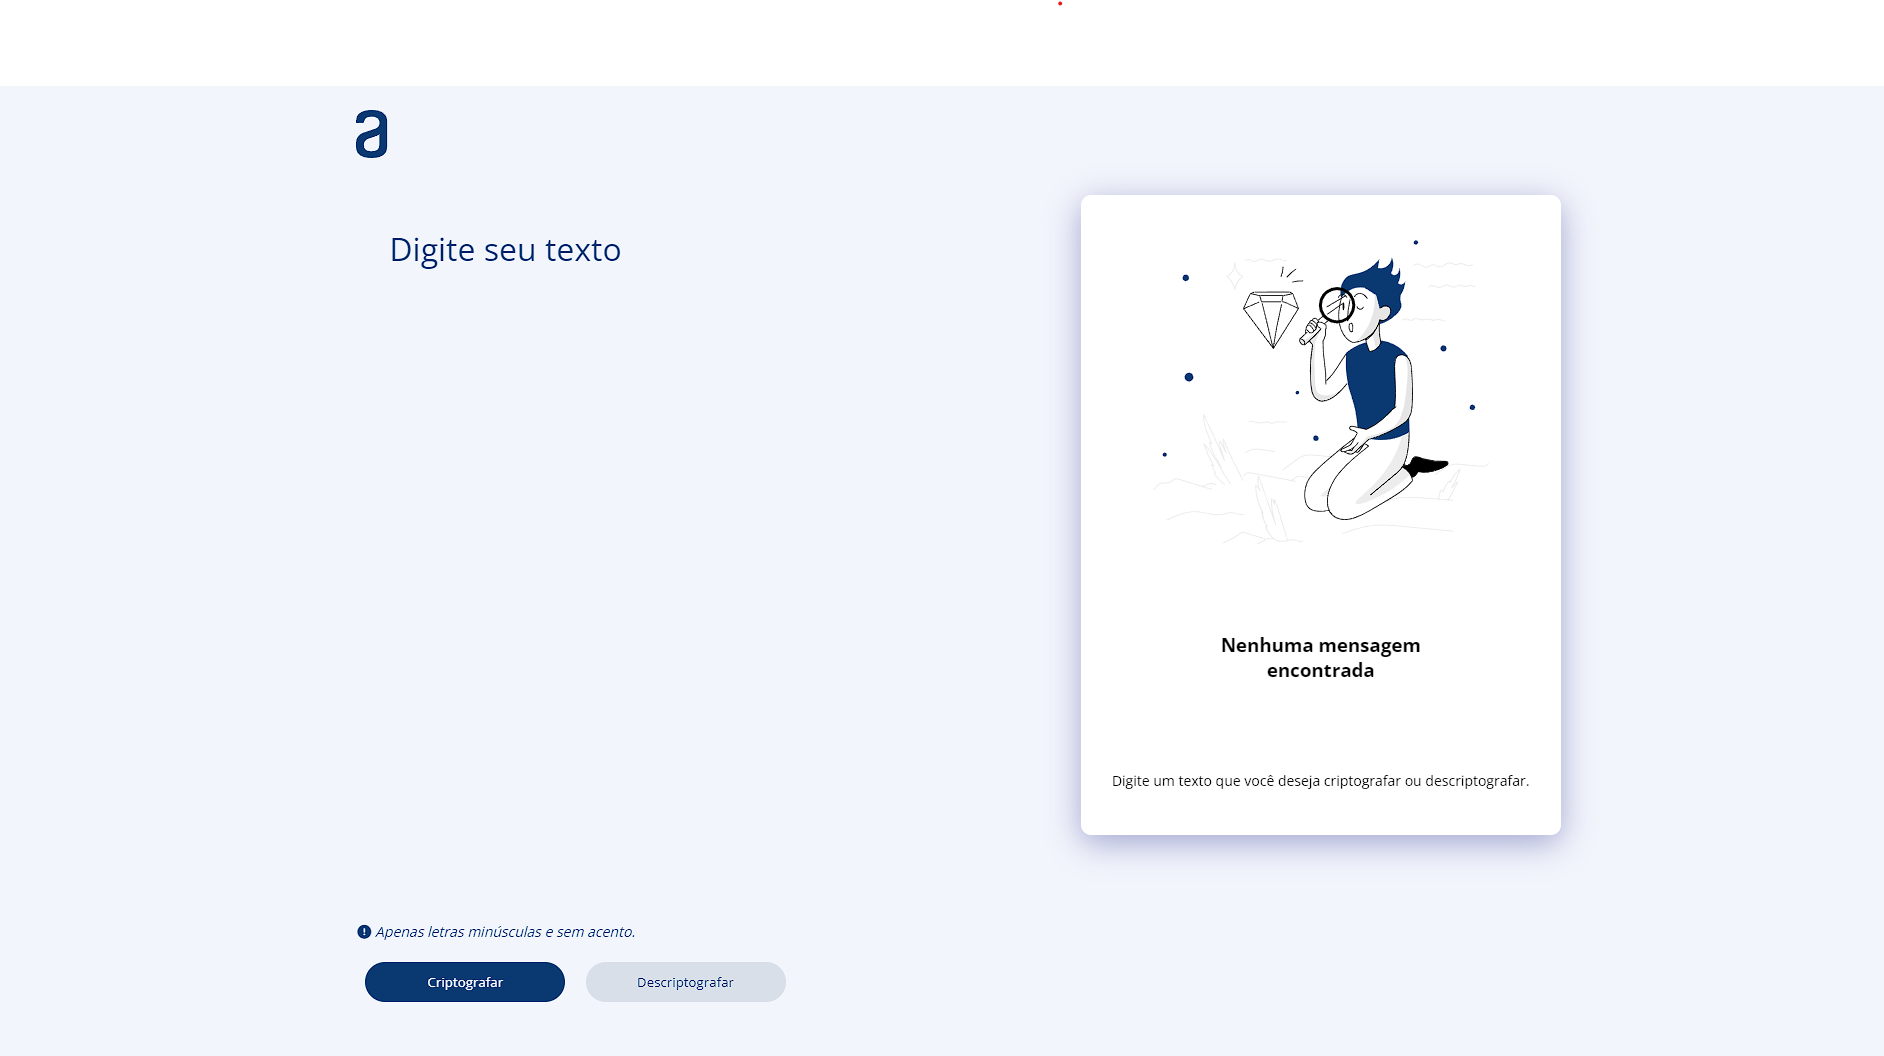 a
Digite seu texto
Nenhuma mensagem
encontrada
Digite um texto que você deseja criptografar ou descriptografar.
! Apenas letras minúsculas e sem acento.
Criptografar
Descriptografar